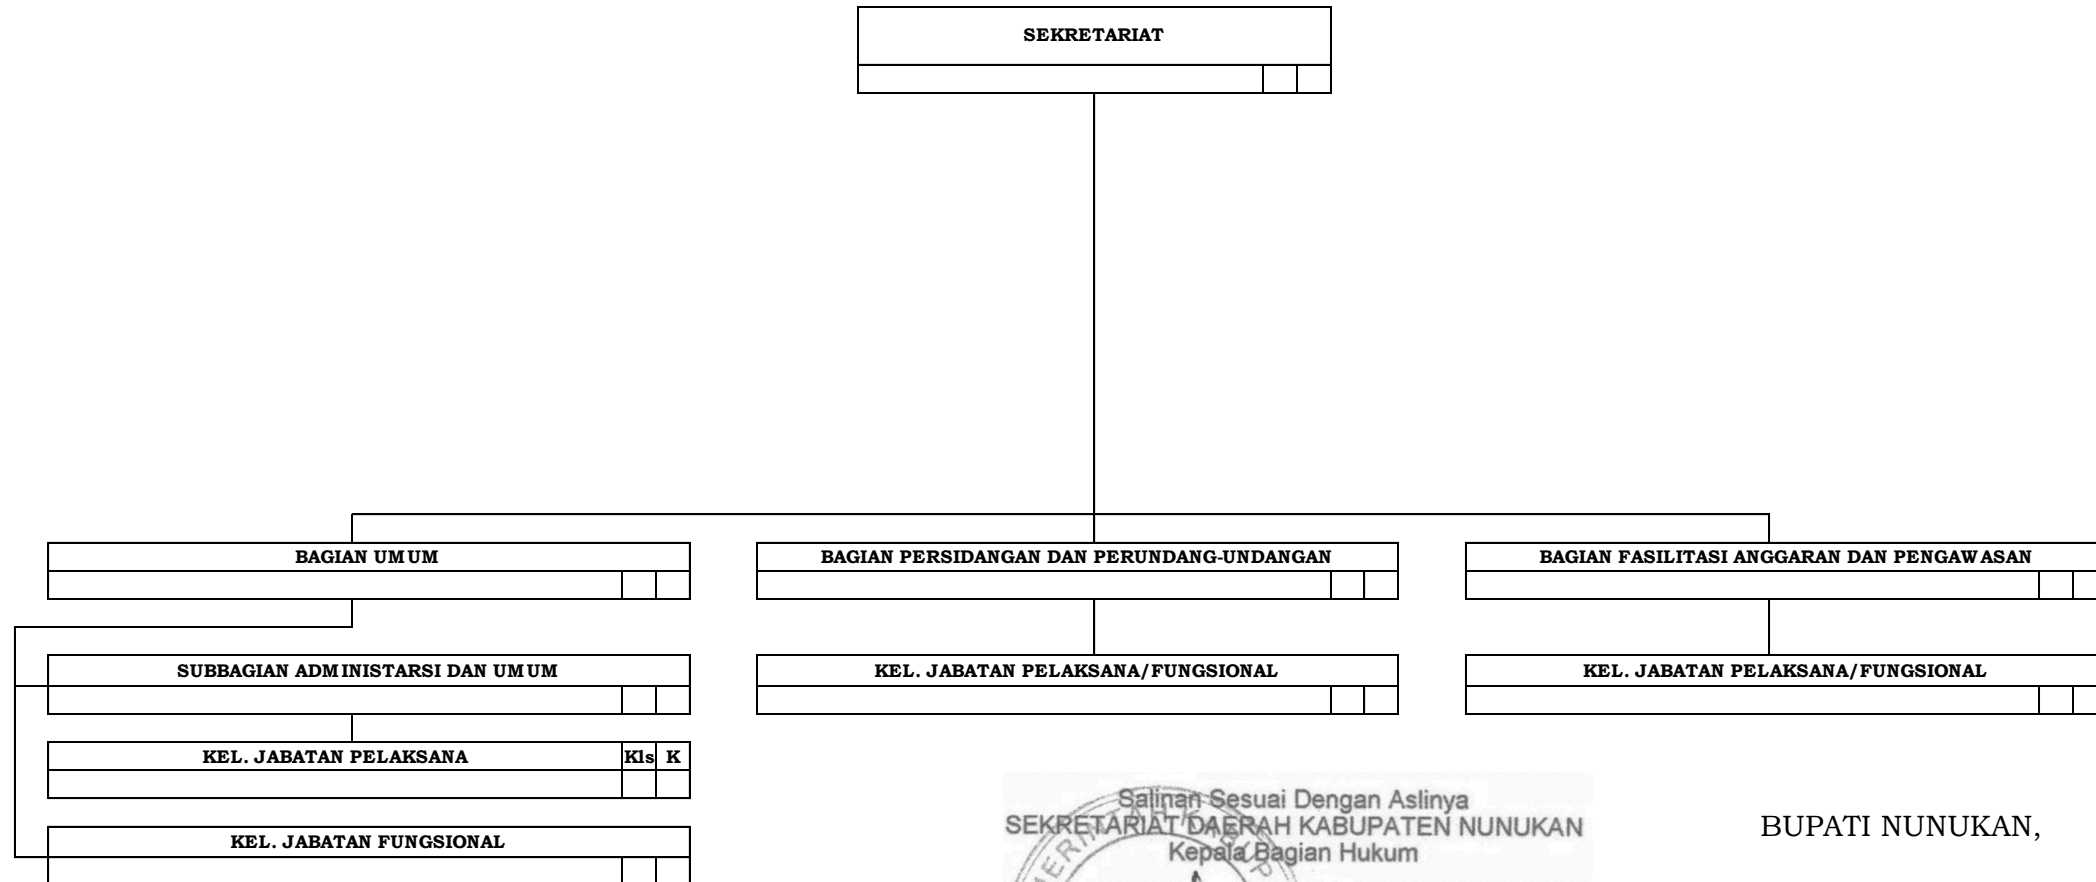 SEKRETARIAT
BAGIAN UMUM
BAGIAN PERSIDANGAN DAN PERUNDANG-UNDANGAN
BAGIAN FASILITASI ANGGARAN DAN PENGAWASAN
SUBBAGIAN ADMINISTARSI DAN UMUM
KEL. JABATAN PELAKSANA/FUNGSIONAL
KEL. JABATAN PELAKSANA/FUNGSIONAL
KEL. JABATAN PELAKSANA Kls K
KEL. JABATAN FUNGSIONAL
Salinan Sesuai Dengan Aslinya
SEKRETARIAT DAERAH KABUPATEN NUNUKAN
Kepala Bagian Hukum
BUPATI NUNUKAN,